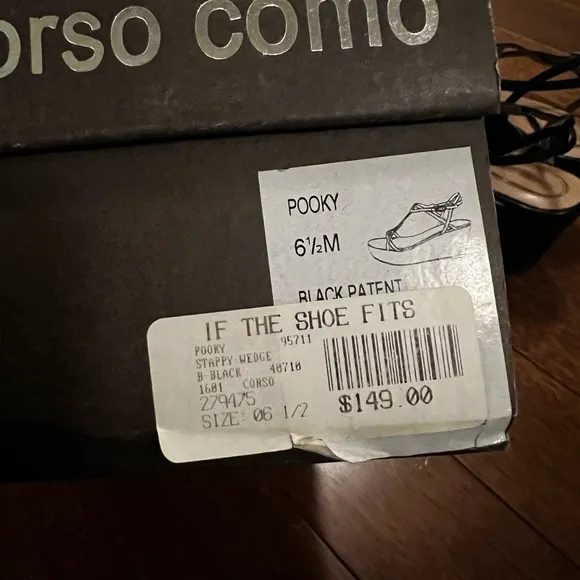 orso como
POOKY
6½M
BLACK PATENT
IF THE SHOE FITS
POOKY 95711
STAPPY WEDGE
B-BLACK 40710
1601 CORSO
279475
SIZE: 06 1/2
$149.00